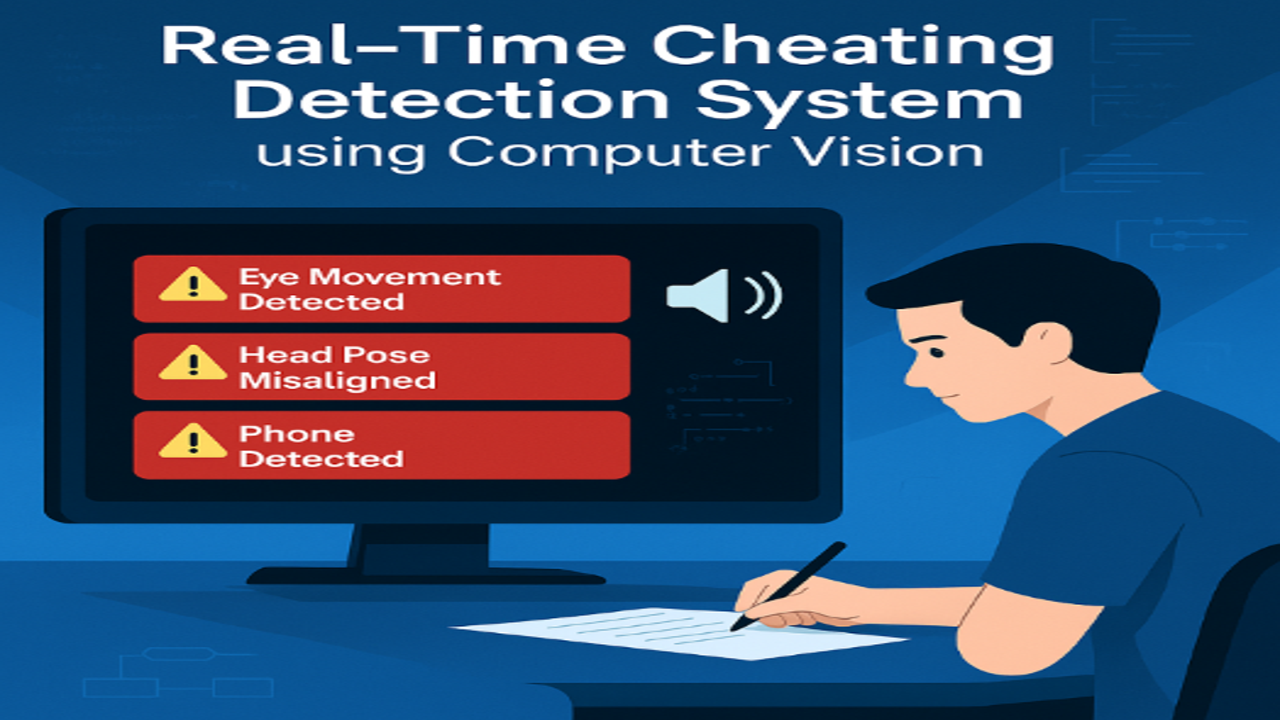 Real–Time Cheating
Detection System
using Computer Vision
Eye Movement
Detected
Head Pose
Misaligned
Phone
Detected